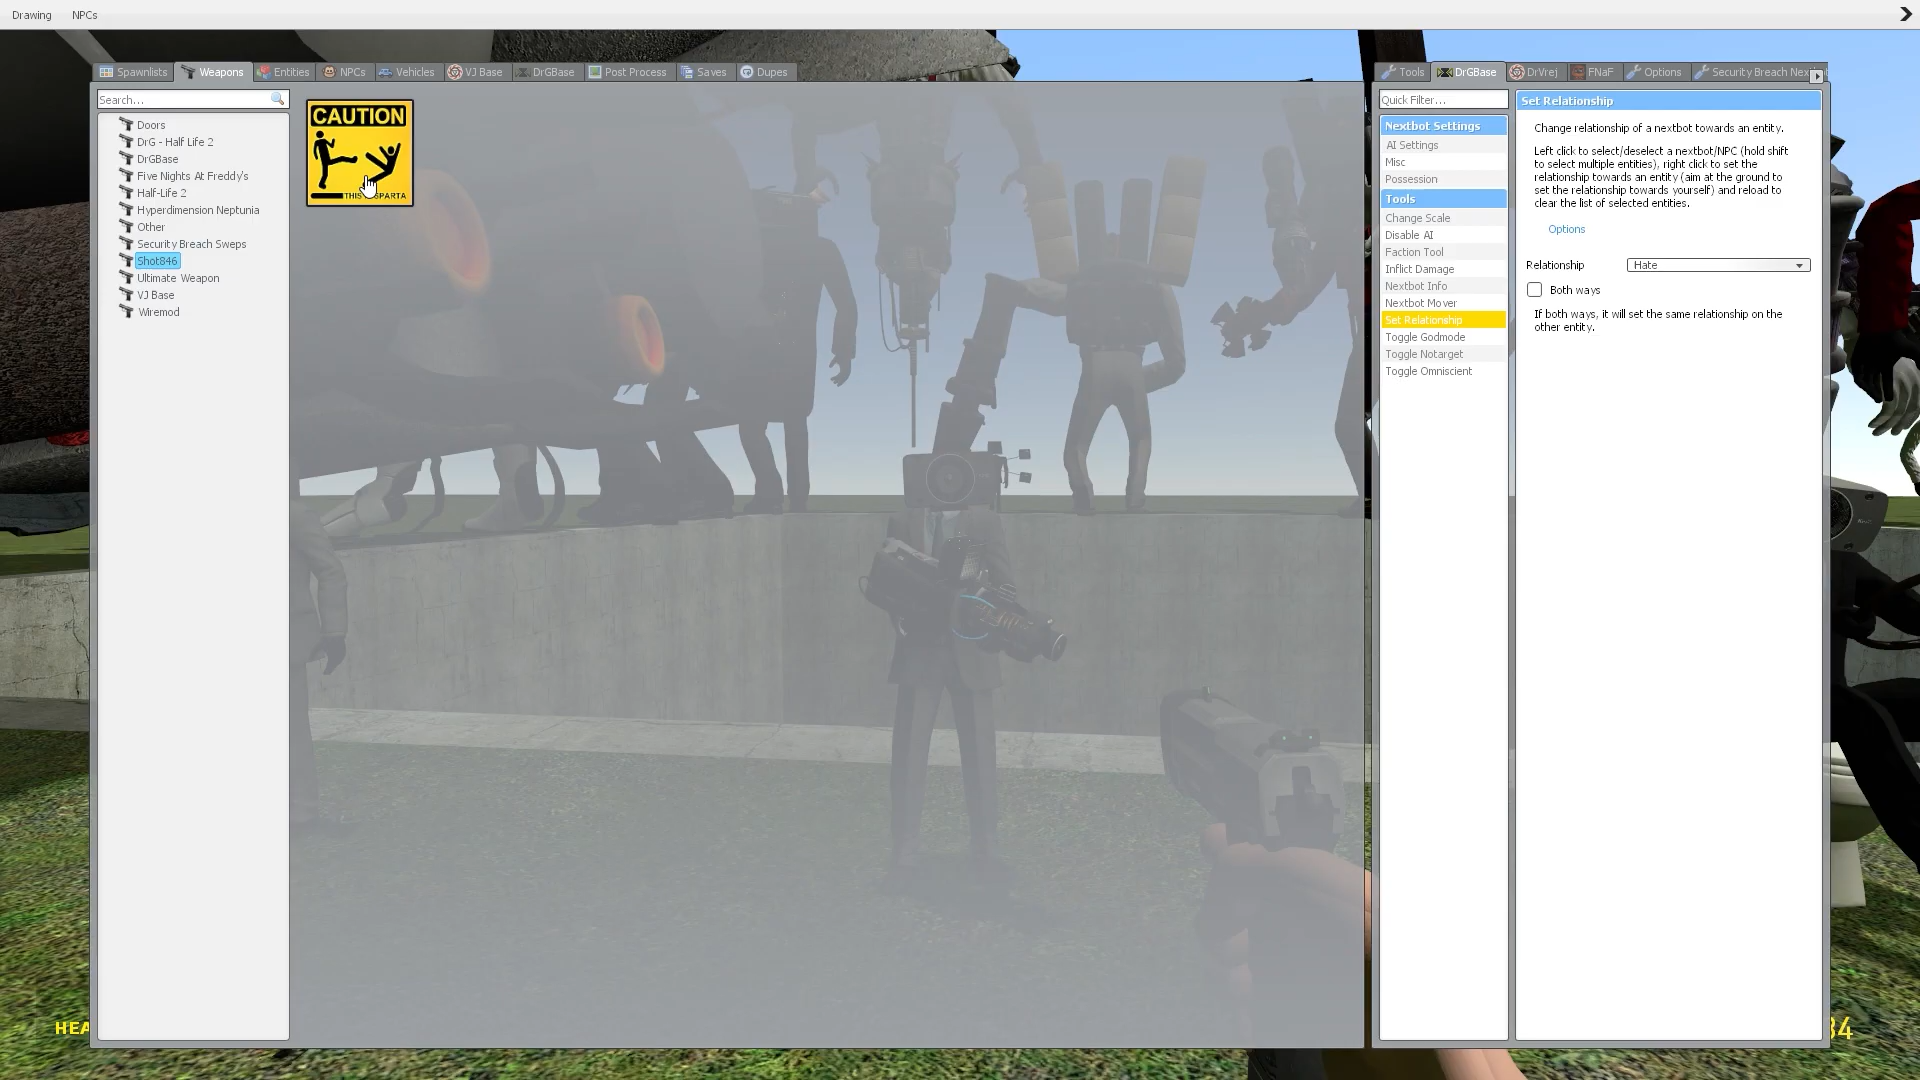 Drawing NPCs
Spawnlists Weapons Entities NPCs Vehicles VJ Base DrGBase Post Process Saves Dupes
Search...
Doors
DrG - Half Life 2
DrGBase
Five Nights At Freddy's
Half-Life 2
Hyperdimension Neptunia
Other
Security Breach Sweps
Shot846
Ultimate Weapon
VJ Base
Wiremod
CAUTION
THIS SPARTA
Tools DrGBase DrVrej FNaF Options Security Breach
Quick Filter...
Nextbot Settings
AI Settings
Misc
Possession
Tools
Change Scale
Disable AI
Faction Tool
Inflict Damage
Nextbot Info
Nextbot Mover
Set Relationship
Toggle Godmode
Toggle Notarget
Toggle Omniscient
Set Relationship
Change relationship of a nextbot towards an entity.
Left click to select/deselect a nextbot/NPC (hold shift
to select multiple entities), right click to set the
relationship towards an entity (aim at the ground to
set the relationship towards yourself) and reload to
clear the list of selected entities.
Options
Relationship Hate
Both ways
If both ways, it will set the same relationship on the
other entity.
HEA